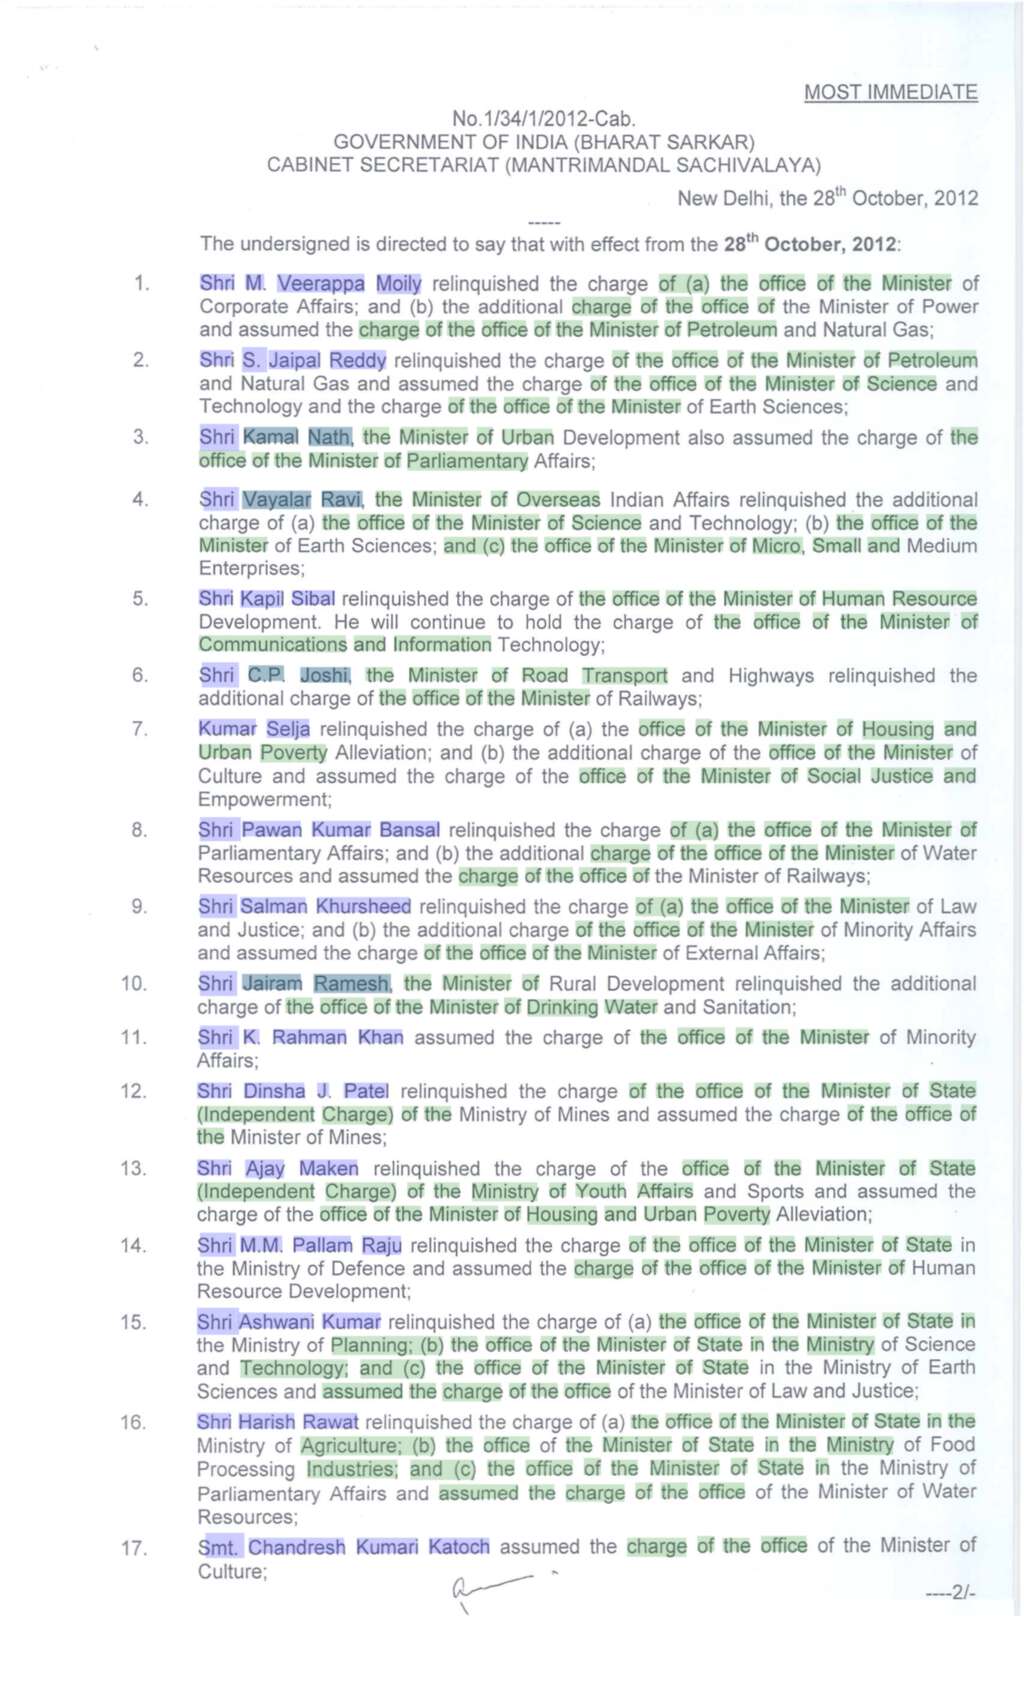 MOST IMMEDIATE
No.1/34/1/2012-Cab.
GOVERNMENT OF INDIA (BHARAT SARKAR)
CABINET SECRETARIAT (MANTRIMANDAL SACHIVALAYA)
New Delhi, the 28th October, 2012
-----
The undersigned is directed to say that with effect from the 28th October, 2012:
1. Shri M. Veerappa Moily relinquished the charge of (a) the office of the Minister of
Corporate Affairs; and (b) the additional charge of the office of the Minister of Power
and assumed the charge of the office of the Minister of Petroleum and Natural Gas;
2. Shri S. Jaipal Reddy relinquished the charge of the office of the Minister of Petroleum
and Natural Gas and assumed the charge of the office of the Minister of Science and
Technology and the charge of the office of the Minister of Earth Sciences;
3. Shri Kamal Nath, the Minister of Urban Development also assumed the charge of the
office of the Minister of Parliamentary Affairs;
4. Shri Vayalar Ravi, the Minister of Overseas Indian Affairs relinquished the additional
charge of (a) the office of the Minister of Science and Technology; (b) the office of the
Minister of Earth Sciences; and (c) the office of the Minister of Micro, Small and Medium
Enterprises;
5. Shri Kapil Sibal relinquished the charge of the office of the Minister of Human Resource
Development. He will continue to hold the charge of the office of the Minister of
Communications and Information Technology;
6. Shri C.P. Joshi, the Minister of Road Transport and Highways relinquished the
additional charge of the office of the Minister of Railways;
7. Kumar Selja relinquished the charge of (a) the office of the Minister of Housing and
Urban Poverty Alleviation; and (b) the additional charge of the office of the Minister of
Culture and assumed the charge of the office of the Minister of Social Justice and
Empowerment;
8. Shri Pawan Kumar Bansal relinquished the charge of (a) the office of the Minister of
Parliamentary Affairs; and (b) the additional charge of the office of the Minister of Water
Resources and assumed the charge of the office of the Minister of Railways;
9. Shri Salman Khursheed relinquished the charge of (a) the office of the Minister of Law
and Justice; and (b) the additional charge of the office of the Minister of Minority Affairs
and assumed the charge of the office of the Minister of External Affairs;
10. Shri Jairam Ramesh, the Minister of Rural Development relinquished the additional
charge of the office of the Minister of Drinking Water and Sanitation;
11. Shri K. Rahman Khan assumed the charge of the office of the Minister of Minority
Affairs;
12. Shri Dinsha J. Patel relinquished the charge of the office of the Minister of State
(Independent Charge) of the Ministry of Mines and assumed the charge of the office of
the Minister of Mines;
13. Shri Ajay Maken relinquished the charge of the office of the Minister of State
(Independent Charge) of the Ministry of Youth Affairs and Sports and assumed the
charge of the office of the Minister of Housing and Urban Poverty Alleviation;
14. Shri M.M. Pallam Raju relinquished the charge of the office of the Minister of State in
the Ministry of Defence and assumed the charge of the office of the Minister of Human
Resource Development;
15. Shri Ashwani Kumar relinquished the charge of (a) the office of the Minister of State in
the Ministry of Planning; (b) the office of the Minister of State in the Ministry of Science
and Technology; and (c) the office of the Minister of State in the Ministry of Earth
Sciences and assumed the charge of the office of the Minister of Law and Justice;
16. Shri Harish Rawat relinquished the charge of (a) the office of the Minister of State in the
Ministry of Agriculture; (b) the office of the Minister of State in the Ministry of Food
Processing Industries; and (c) the office of the Minister of State in the Ministry of
Parliamentary Affairs and assumed the charge of the office of the Minister of Water
Resources;
17. Smt. Chandresh Kumari Katoch assumed the charge of the office of the Minister of
Culture;
----2/-